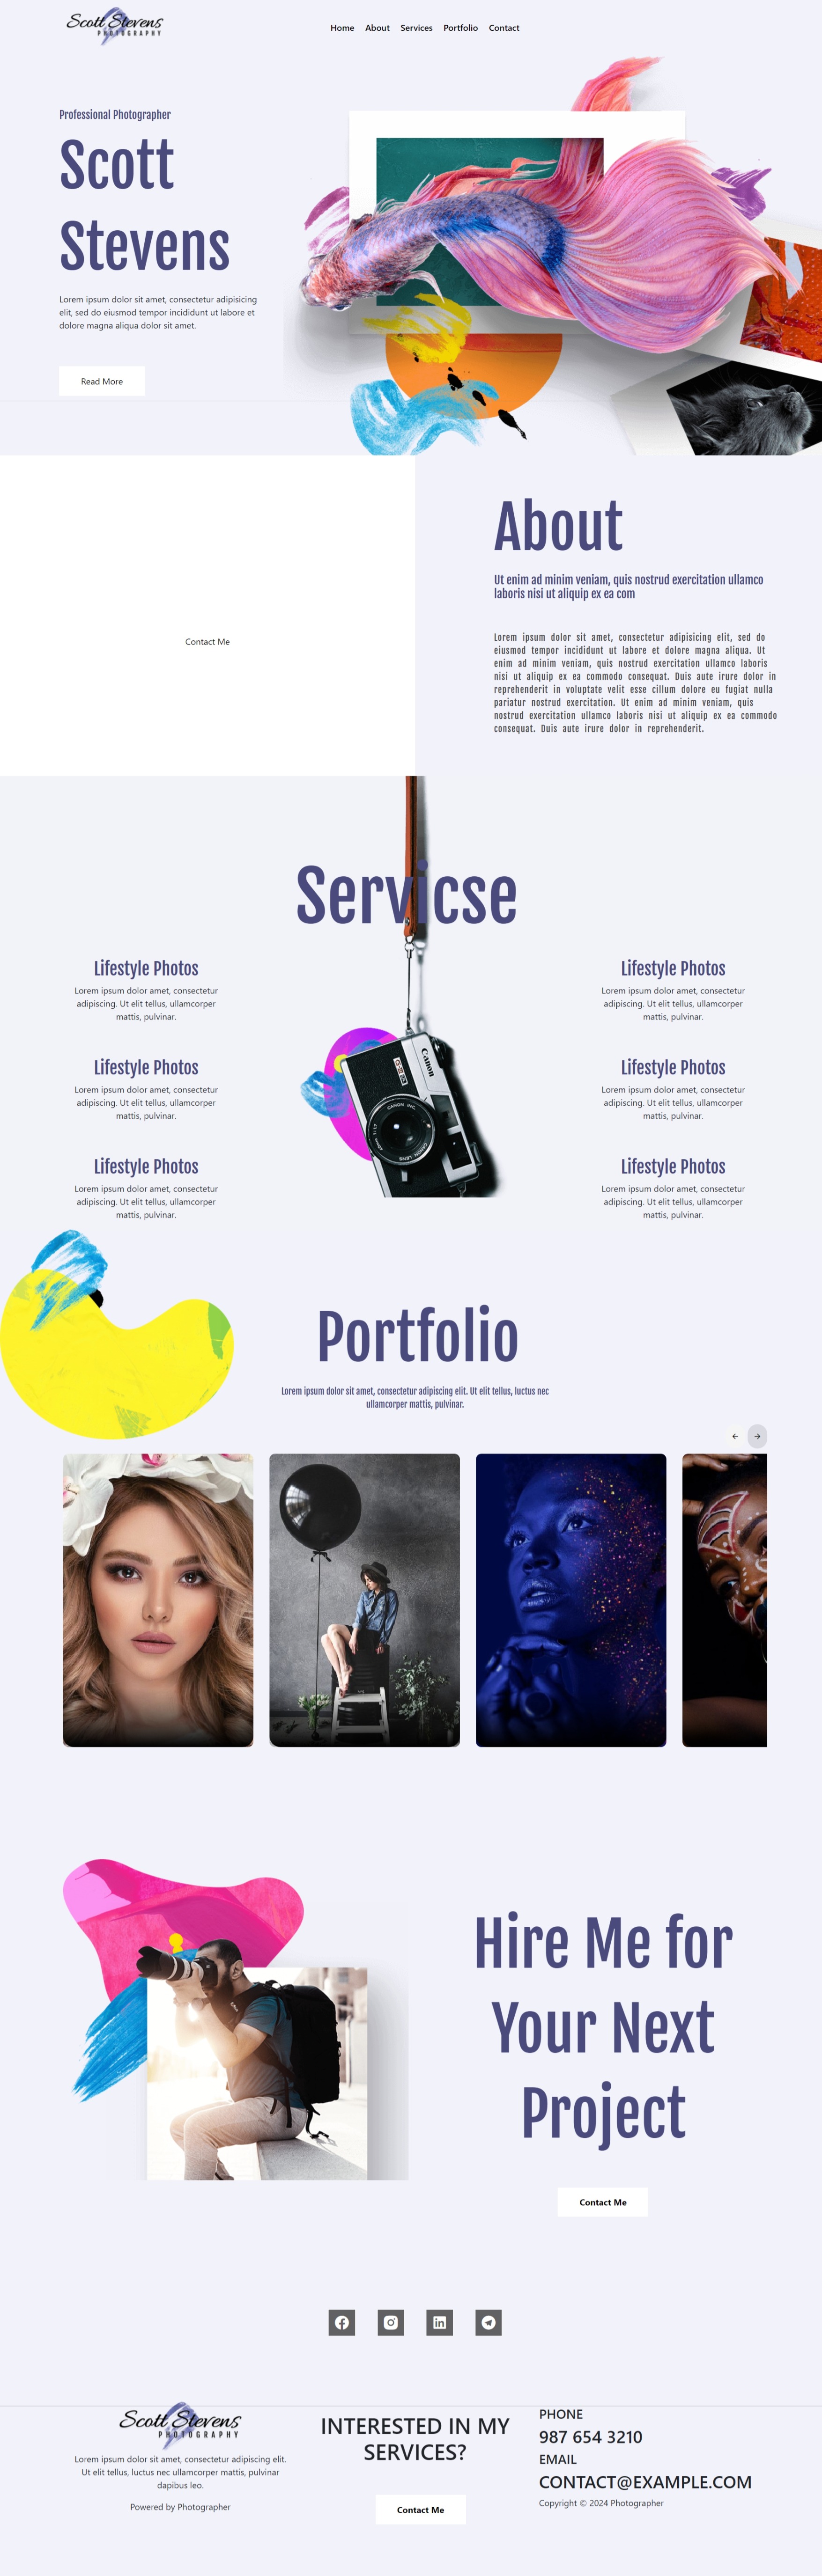 Scott Stevens
PHOTOGRAPHY
Home About Services Portfolio Contact
Professional Photographer
Scott
Stevens
Lorem ipsum dolor sit amet, consectetur adipisicing
elit, sed do eiusmod tempor incididunt ut labore et
dolore magna aliqua dolor sit amet.
Read More
Contact Me
About
Ut enim ad minim veniam, quis nostrud exercitation ullamco
laboris nisi ut aliquip ex ea com
Lorem ipsum dolor sit amet, consectetur adipisicing elit, sed do
eiusmod tempor incididunt ut labore et dolore magna aliqua. Ut
enim ad minim veniam, quis nostrud exercitation ullamco laboris
nisi ut aliquip ex ea commodo consequat. Duis aute irure dolor in
reprehenderit in voluptate velit esse cillum dolore eu fugiat nulla
pariatur nostrud exercitation. Ut enim ad minim veniam, quis
nostrud exercitation ullamco laboris nisi ut aliquip ex ea commodo
consequat. Duis aute irure dolor in reprehenderit.
Servicse
Lifestyle Photos
Lorem ipsum dolor amet, consectetur
adipiscing. Ut elit tellus, ullamcorper
mattis, pulvinar.
Lifestyle Photos
Lorem ipsum dolor amet, consectetur
adipiscing. Ut elit tellus, ullamcorper
mattis, pulvinar.
Lifestyle Photos
Lorem ipsum dolor amet, consectetur
adipiscing. Ut elit tellus, ullamcorper
mattis, pulvinar.
Canon
CANON INC.
Lifestyle Photos
Lorem ipsum dolor amet, consectetur
adipiscing. Ut elit tellus, ullamcorper
mattis, pulvinar.
Lifestyle Photos
Lorem ipsum dolor amet, consectetur
adipiscing. Ut elit tellus, ullamcorper
mattis, pulvinar.
Lifestyle Photos
Lorem ipsum dolor amet, consectetur
adipiscing. Ut elit tellus, ullamcorper
mattis, pulvinar.
Portfolio
Lorem ipsum dolor sit amet, consectetur adipiscing elit. Ut elit tellus, luctus nec
ullamcorper mattis, pulvinar.
Hire Me for
Your Next
Project
Contact Me
Scott Stevens
PHOTOGRAPHY
Lorem ipsum dolor sit amet, consectetur adipiscing elit.
Ut elit tellus, luctus nec ullamcorper mattis, pulvinar
dapibus leo.
Powered by Photographer
INTERESTED IN MY
SERVICES?
Contact Me
PHONE
987 654 3210
EMAIL
CONTACT@EXAMPLE.COM
Copyright © 2024 Photographer